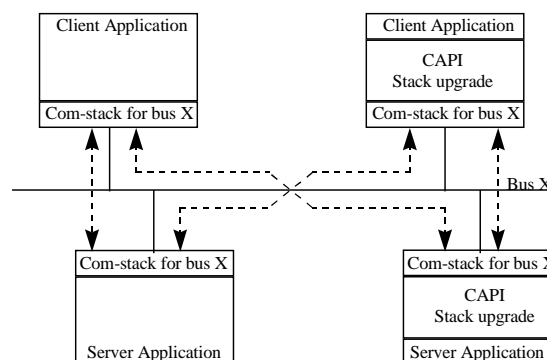 Client Application
Com-stack for bus X
Client Application
CAPI
Stack upgrade
Com-stack for bus X
Bus X
Com-stack for bus X
Server Application
Com-stack for bus X
CAPI
Stack upgrade
Server Application